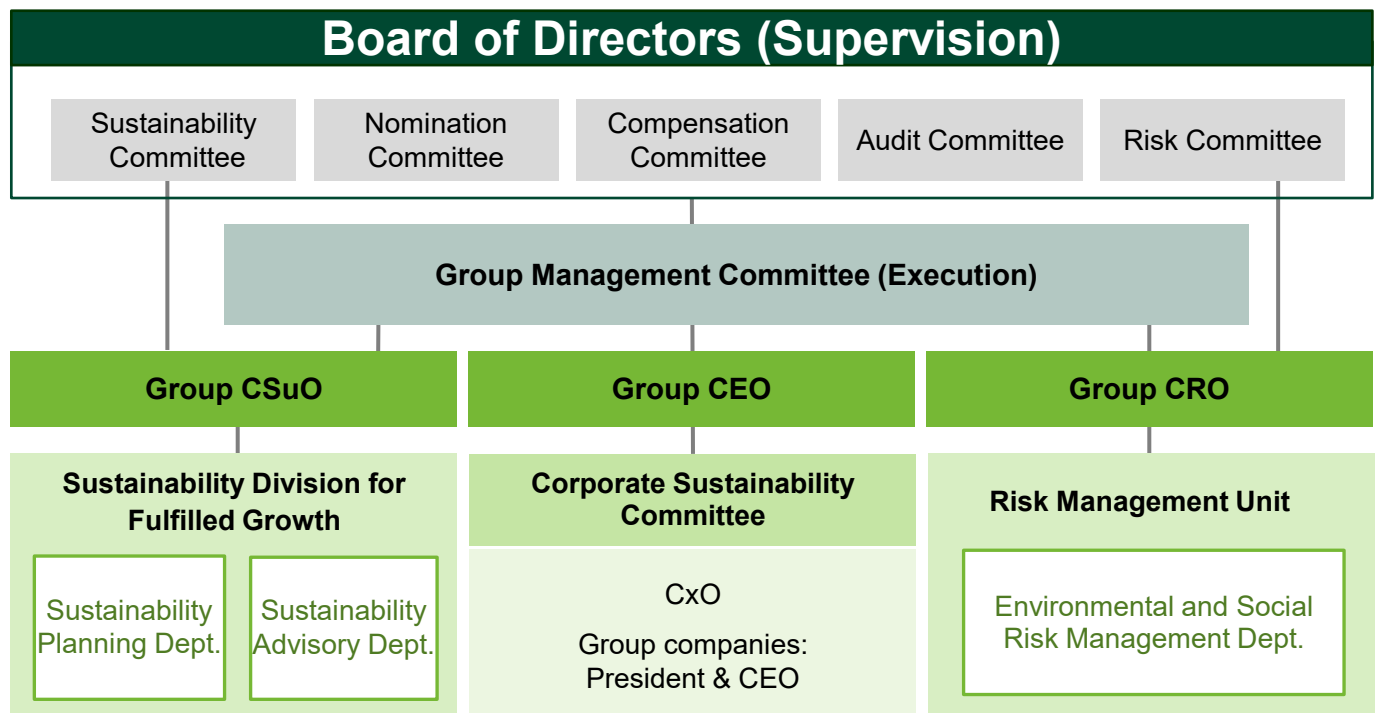 Board of Directors (Supervision)
Sustainability
Committee
Nomination
Committee
Compensation
Committee
Audit Committee
Risk Committee
Group Management Committee (Execution)
Group CSuO
Group CEO
Group CRO
Sustainability Division for
Fulfilled Growth
Sustainability
Planning Dept.
Sustainability
Advisory Dept.
Corporate Sustainability
Committee
CxO
Group companies:
President & CEO
Risk Management Unit
Environmental and Social
Risk Management Dept.